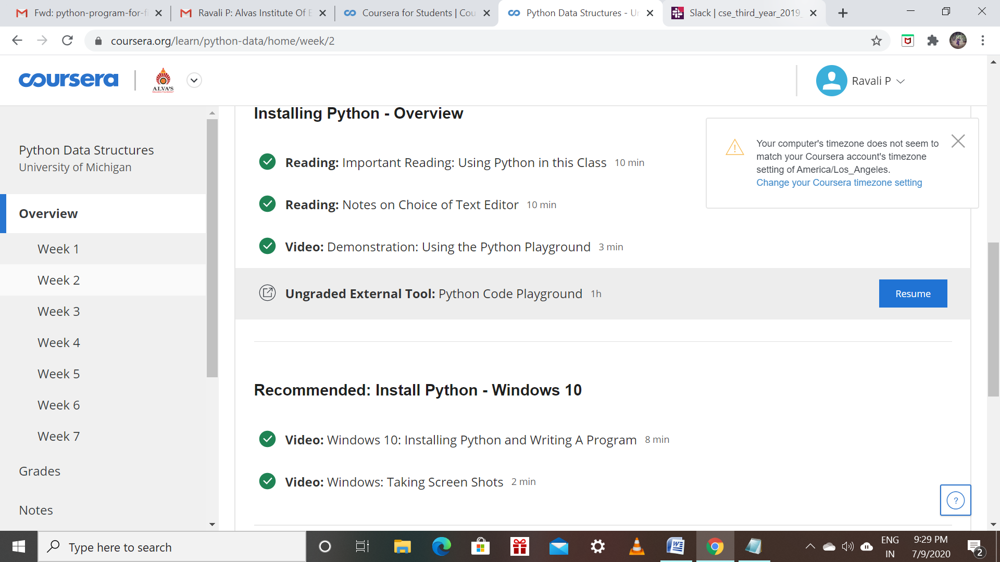 Fwd: python-program-for-fi
Ravali P: Alvas Institute Of E
Coursera for Students | Cou
Python Data Structures - Un
Slack | cse_third_year_2019_
coursera.org/learn/python-data/home/week/2
coursera
ALVA'S
Ravali P
Python Data Structures
University of Michigan
Overview
Week 1
Week 2
Week 3
Week 4
Week 5
Week 6
Week 7
Grades
Notes
Installing Python - Overview
Reading: Important Reading: Using Python in this Class 10 min
Reading: Notes on Choice of Text Editor 10 min
Video: Demonstration: Using the Python Playground 3 min
Ungraded External Tool: Python Code Playground 1h
Resume
Recommended: Install Python - Windows 10
Video: Windows 10: Installing Python and Writing A Program 8 min
Video: Windows: Taking Screen Shots 2 min
Your computer's timezone does not seem to
match your Coursera account's timezone
setting of America/Los_Angeles.
Change your Coursera timezone setting
?
Type here to search
ENG
IN
9:29 PM
7/9/2020
2